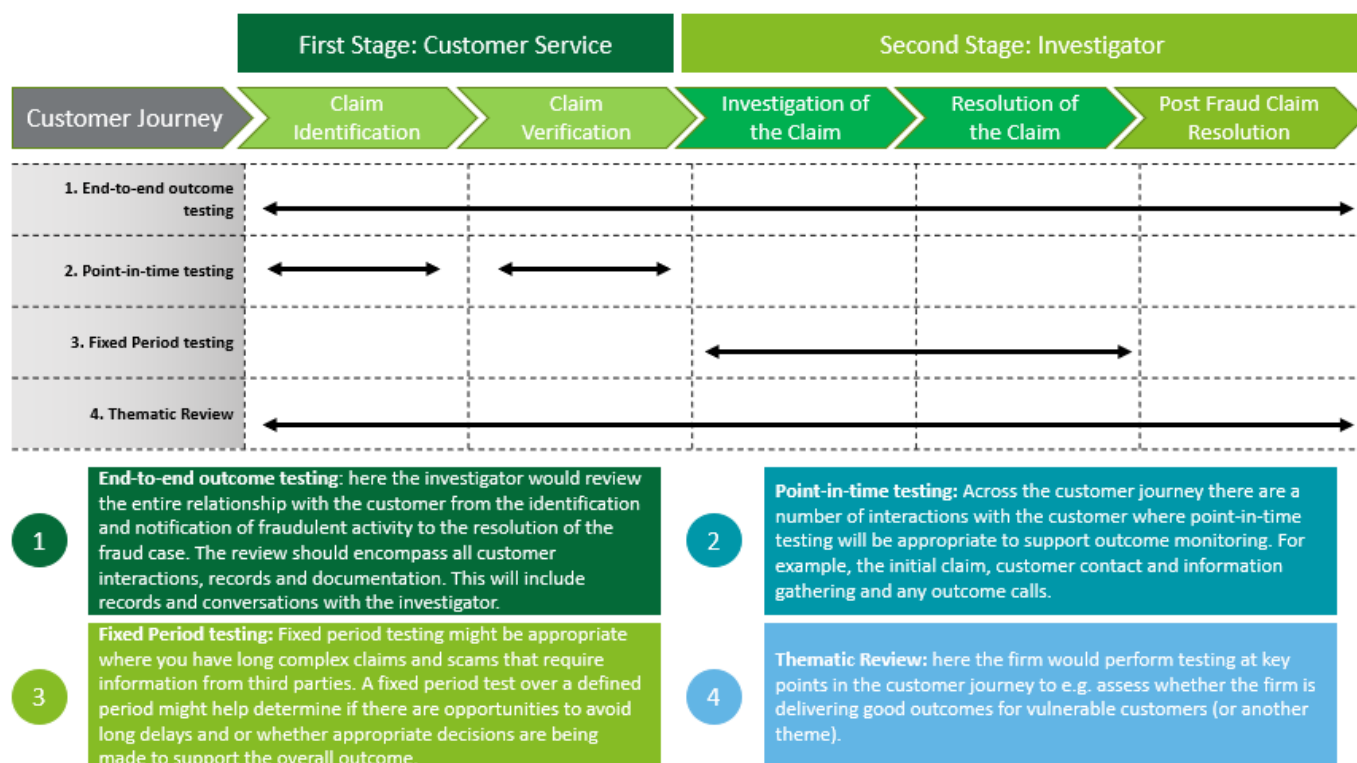 First Stage: Customer Service
Second Stage: Investigator
Customer Journey
Claim
Identification
Claim
Verification
Investigation of
the Claim
Resolution of
the Claim
Post Fraud Claim
Resolution
1. End-to-end outcome
testing
2. Point-in-time testing
3. Fixed Period testing
4. Thematic Review
1
End-to-end outcome testing: here the investigator would review
the entire relationship with the customer from the identification
and notification of fraudulent activity to the resolution of the
fraud case. The review should encompass all customer
interactions, records and documentation. This will include
records and conversations with the investigator.
2
Point-in-time testing: Across the customer journey there are a
number of interactions with the customer where point-in-time
testing will be appropriate to support outcome monitoring. For
example, the initial claim, customer contact and information
gathering and any outcome calls.
3
Fixed Period testing: Fixed period testing might be appropriate
where you have long complex claims and scams that require
information from third parties. A fixed period test over a defined
period might help determine if there are opportunities to avoid
long delays and or whether appropriate decisions are being
made to support the overall outcome
4
Thematic Review: here the firm would perform testing at key
points in the customer journey to e.g. assess whether the firm is
delivering good outcomes for vulnerable customers (or another
theme).